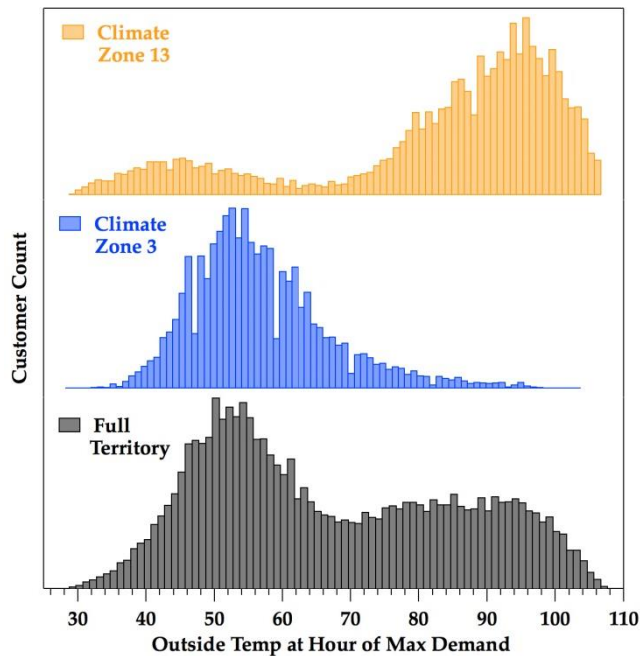 Climate
Zone 13
Climate
Zone 3
Full
Territory
Customer Count
30 40 50 60 70 80 90 100 110
Outside Temp at Hour of Max Demand